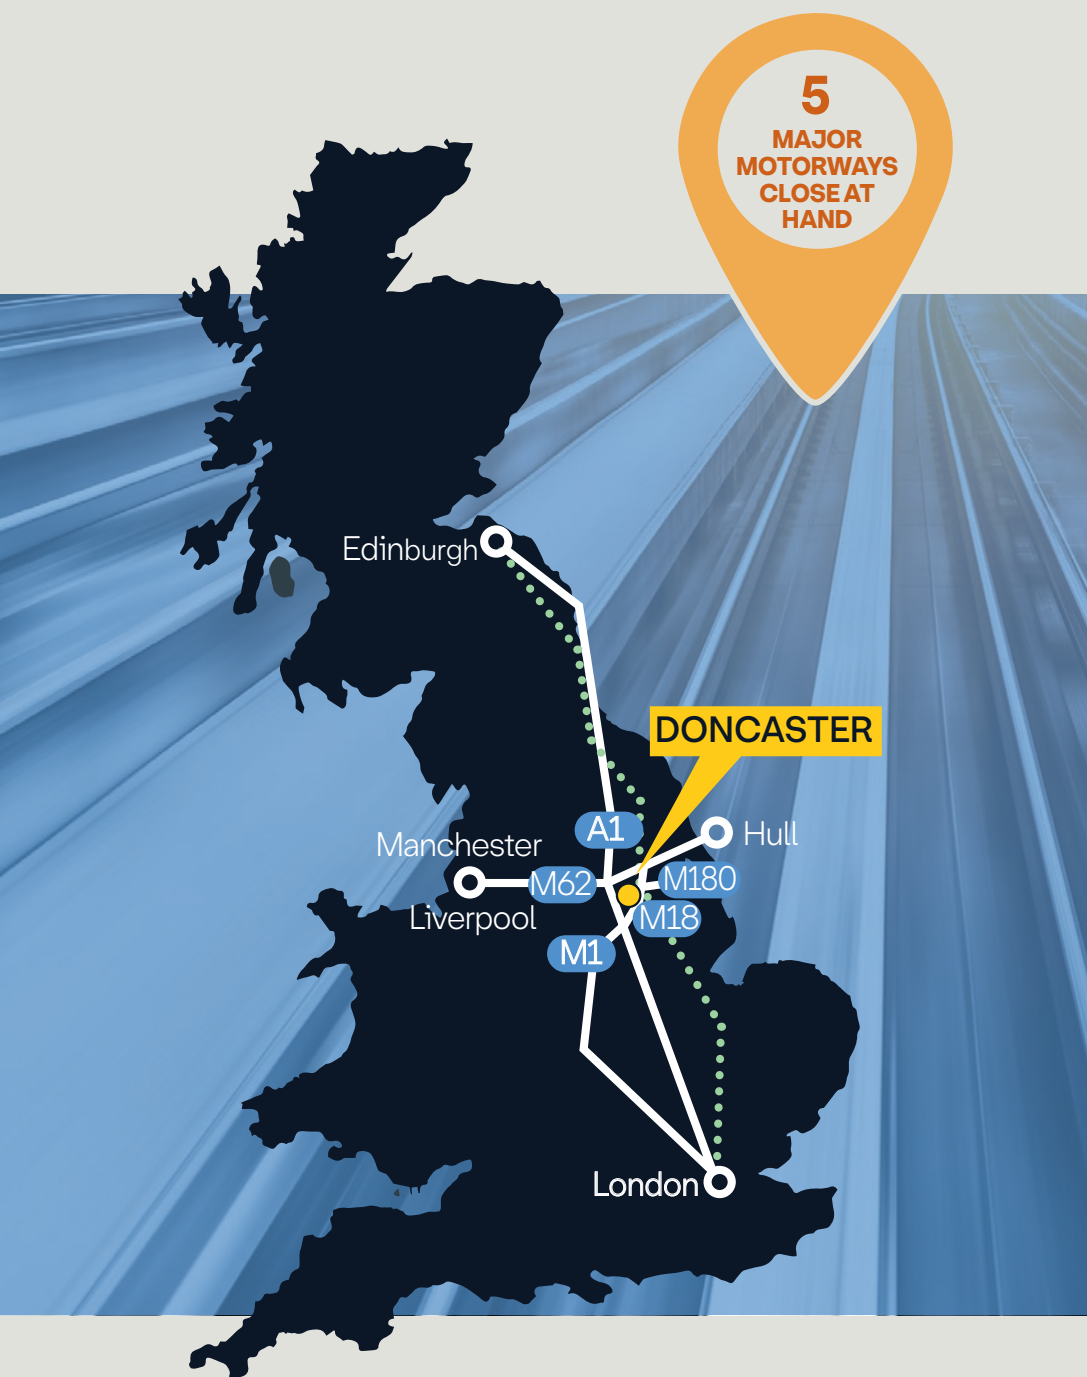 5
MAJOR
MOTORWAYS
CLOSE AT
HAND
Edinburgh
DONCASTER
A1
Hull
Manchester
M62
M180
Liverpool
M18
M1
London